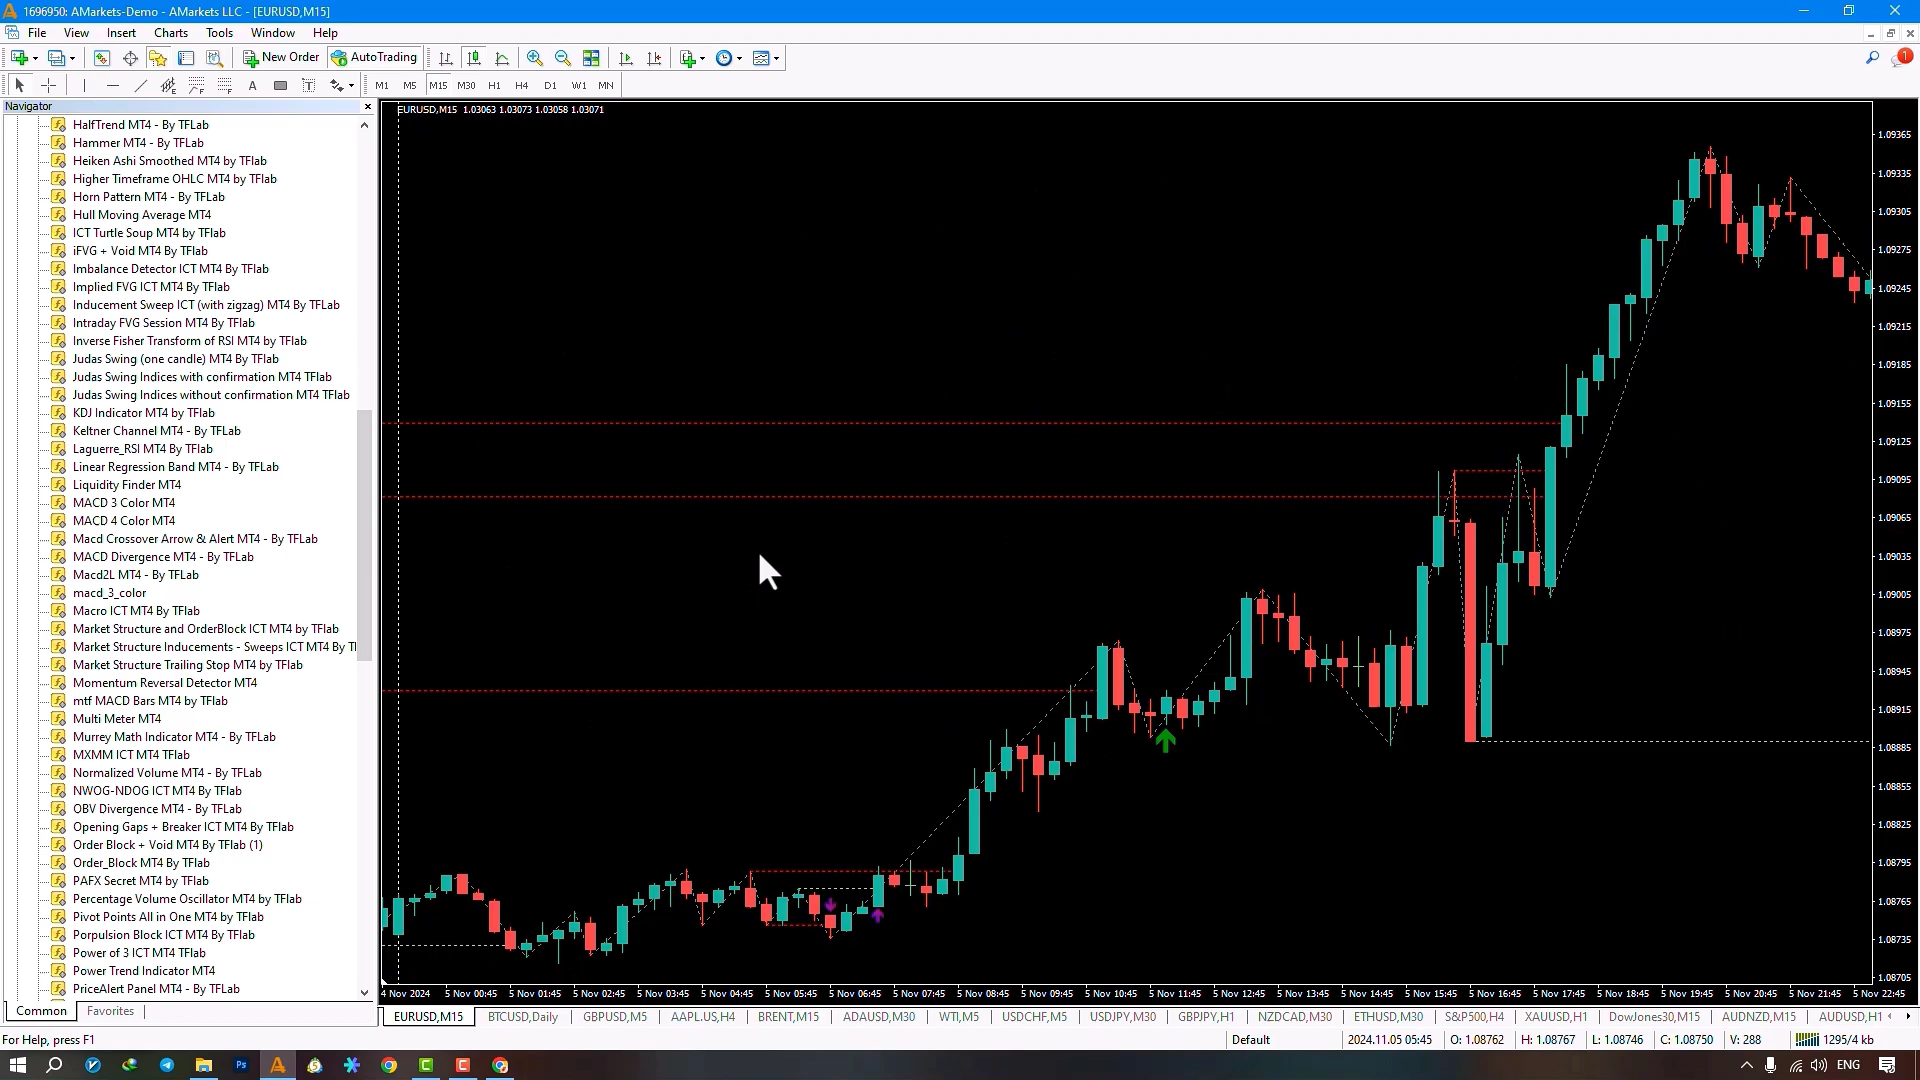 1696950: AMarkets-Demo - AMarkets LLC - [EURUSD,M15]
File View Insert Charts Tools Window Help
New Order AutoTrading 1
A T M1 M5 M15 M30 H1 H4 D1 W1 MN
Navigator
HalfTrend MT4 - By TFLab
Hammer MT4 - By TFLab
Heiken Ashi Smoothed MT4 by TFlab
Higher Timeframe OHLC MT4 by TFlab
Horn Pattern MT4 - By TFLab
Hull Moving Average MT4
ICT Turtle Soup MT4 by TFlab
iFVG + Void MT4 By TFlab
Imbalance Detector ICT MT4 By TFlab
Implied FVG ICT MT4 By TFlab
Inducement Sweep ICT (with zigzag) MT4 By TFLab
Intraday FVG Session MT4 By TFlab
Inverse Fisher Transform of RSI MT4 by TFlab
Judas Swing (one candle) MT4 By TFlab
Judas Swing Indices with confirmation MT4 TFlab
Judas Swing Indices without confirmation MT4 TFlab
KDJ Indicator MT4 by TFlab
Keltner Channel MT4 - By TFLab
Laguerre_RSI MT4 By TFlab
Linear Regression Band MT4 - By TFLab
Liquidity Finder MT4
MACD 3 Color MT4
MACD 4 Color MT4
Macd Crossover Arrow & Alert MT4 - By TFLab
MACD Divergence MT4 - By TFLab
Macd2L MT4 - By TFLab
macd_3_color
Macro ICT MT4 By TFlab
Market Structure and OrderBlock ICT MT4 by TFlab
Market Structure Inducements - Sweeps ICT MT4 By TI
Market Structure Trailing Stop MT4 by TFlab
Momentum Reversal Detector MT4
mtf MACD Bars MT4 by TFlab
Multi Meter MT4
Murrey Math Indicator MT4 - By TFLab
MXMM ICT MT4 TFlab
Normalized Volume MT4 - By TFLab
NWOG-NDOG ICT MT4 By TFlab
OBV Divergence MT4 - By TFLab
Opening Gaps + Breaker ICT MT4 By TFlab
Order Block + Void MT4 By TFlab (1)
Order_Block MT4 By TFlab
PAFX Secret MT4 by TFlab
Percentage Volume Oscillator MT4 - By TFLab
Pivot Points All in One MT4 by TFlab
Porpulsion Block ICT MT4 By TFlab
Power of 3 ICT MT4 TFlab
Power Trend Indicator MT4
PriceAlert Panel MT4 - By TFLab
Common Favorites
EURUSD,M15 1.03063 1.03073 1.03058 1.03071
1.09365
1.09335
1.09305
1.09275
1.09245
1.09215
1.09185
1.09155
1.09125
1.09095
1.09065
1.09035
1.09005
1.08975
1.08945
1.08915
1.08885
1.08855
1.08825
1.08795
1.08765
1.08735
1.08705
4 Nov 2024 5 Nov 00:45 5 Nov 01:45 5 Nov 02:45 5 Nov 03:45 5 Nov 04:45 5 Nov 05:45 5 Nov 06:45 5 Nov 07:45 5 Nov 08:45 5 Nov 09:45 5 Nov 10:45 5 Nov 11:45 5 Nov 12:45 5 Nov 13:45 5 Nov 14:45 5 Nov 15:45 5 Nov 16:45 5 Nov 17:45 5 Nov 18:45 5 Nov 19:45 5 Nov 20:45 5 Nov 21:45 5 Nov 22:45
EURUSD,M15 BTCUSD,Daily GBPUSD,M5 AAPL.US,H4 BRENT,M15 ADAUSD,M30 WTI,M5 USDCHF,M5 USDJPY,M30 GBPJPY,H1 NZDCAD,M30 ETHUSD,M30 S&P500,H4 XAUUSD,H1 DowJones30,M15 AUDNZD,M15 AUDUSD,H1
For Help, press F1 Default 2024.11.05 05:45 O: 1.08762 H: 1.08767 L: 1.08746 C: 1.08750 V: 288 1295/4 kb
Ps ENG